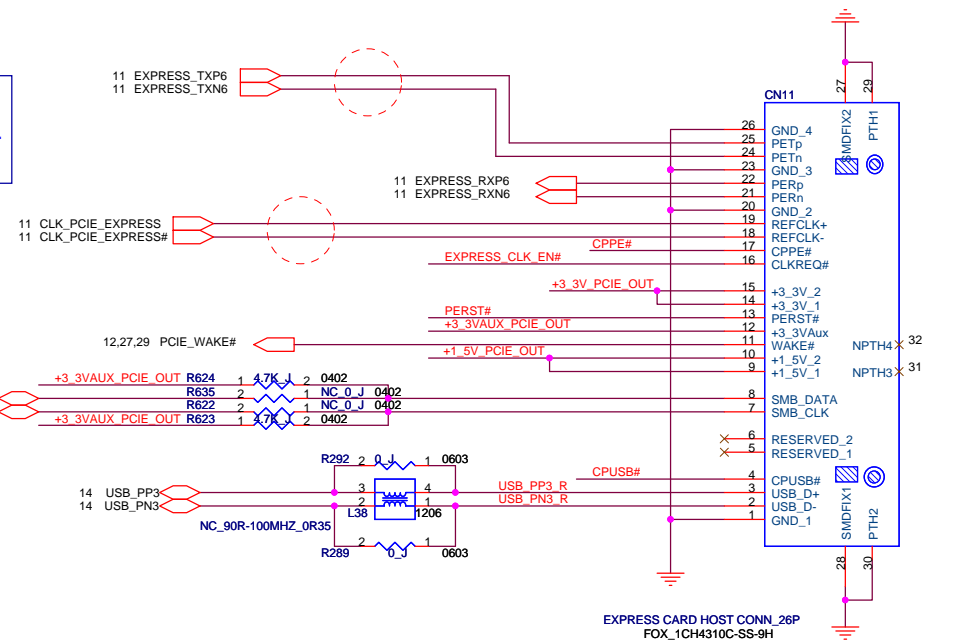 11 EXPRESS_TXP6
11 EXPRESS_TXN6
27
29
CN11
SMDFIX2
PTH1
26 GND_4
25 PETp
24 PETn
23 GND_3
11 EXPRESS_RXP6 22 PERp
11 EXPRESS_RXN6 21 PERn
20 GND_2
11 CLK_PCIE_EXPRESS 19 REFCLK+
11 CLK_PCIE_EXPRESS# 18 REFCLK-
CPPE# 17 CPPE#
EXPRESS_CLK_EN# 16 CLKREQ#
+3_3V_PCIE_OUT 15 +3_3V_2
14 +3_3V_1
PERST# 13 PERST#
+3_3VAUX_PCIE_OUT 12 +3_3VAux
12,27,29 PCIE_WAKE# 11 WAKE# NPTH4 32
+1_5V_PCIE_OUT 10 +1_5V_2
9 +1_5V_1 NPTH3 31
+3_3VAUX_PCIE_OUT R624 1 4.7K_J 2 0402
R635 2 1 NC_0_J 0402 8 SMB_DATA
R622 2 1 NC_0_J 0402 7 SMB_CLK
+3_3VAUX_PCIE_OUT R623 1 4.7K_J 2 0402
6 RESERVED_2
5 RESERVED_1
R292 2 0_J 1 0603
CPUSB# 4 CPUSB#
14 USB_PP3 3 4 USB_PP3_R 3 USB_D+
14 USB_PN3 2 1 USB_PN3_R 2 USB_D-
L38 1206 1 GND_1
NC_90R-100MHZ_0R35
R289 2 0_J 1 0603
SMDFIX1
PTH2
28
30
EXPRESS CARD HOST CONN_26P
FOX_1CH4310C-SS-9H